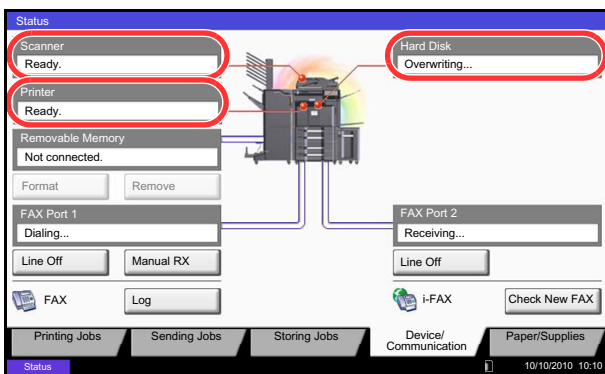 Status
Scanner
Ready.
Hard Disk
Overwriting...
Printer
Ready.
Removable Memory
Not connected.
Format
Remove
FAX Port 1
Dialing...
FAX Port 2
Receiving...
Line Off
Manual RX
Line Off
FAX
Log
i-FAX
Check New FAX
Printing Jobs
Sending Jobs
Storing Jobs
Device/
Communication
Paper/Supplies
Status
10/10/2010 10:10